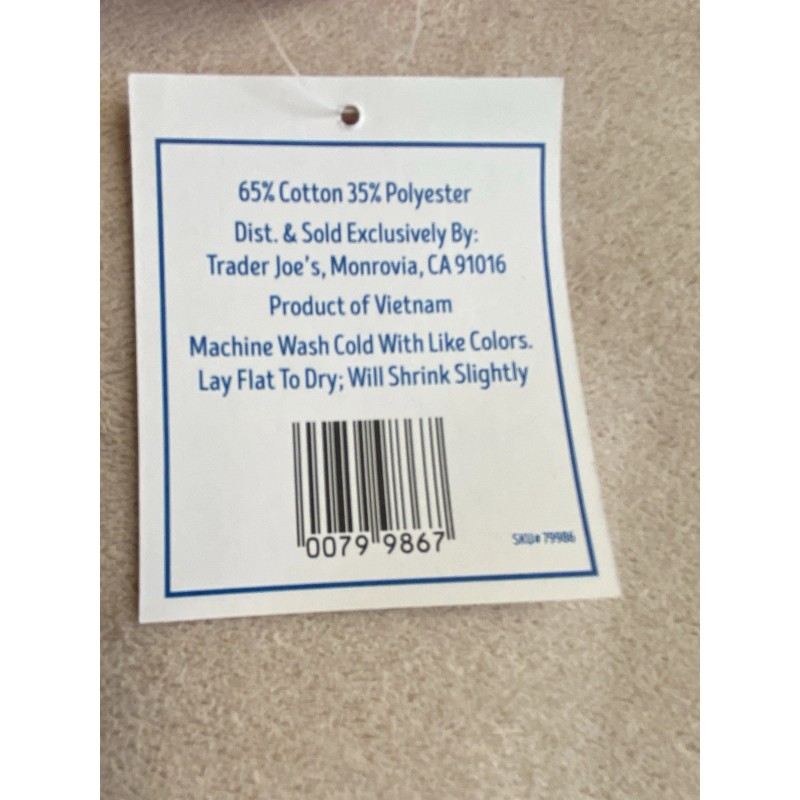 65% Cotton 35% Polyester
Dist. & Sold Exclusively By:
Trader Joe's, Monrovia, CA 91016
Product of Vietnam
Machine Wash Cold With Like Colors.
Lay Flat To Dry; Will Shrink Slightly
0079 9867
SKU# 79986